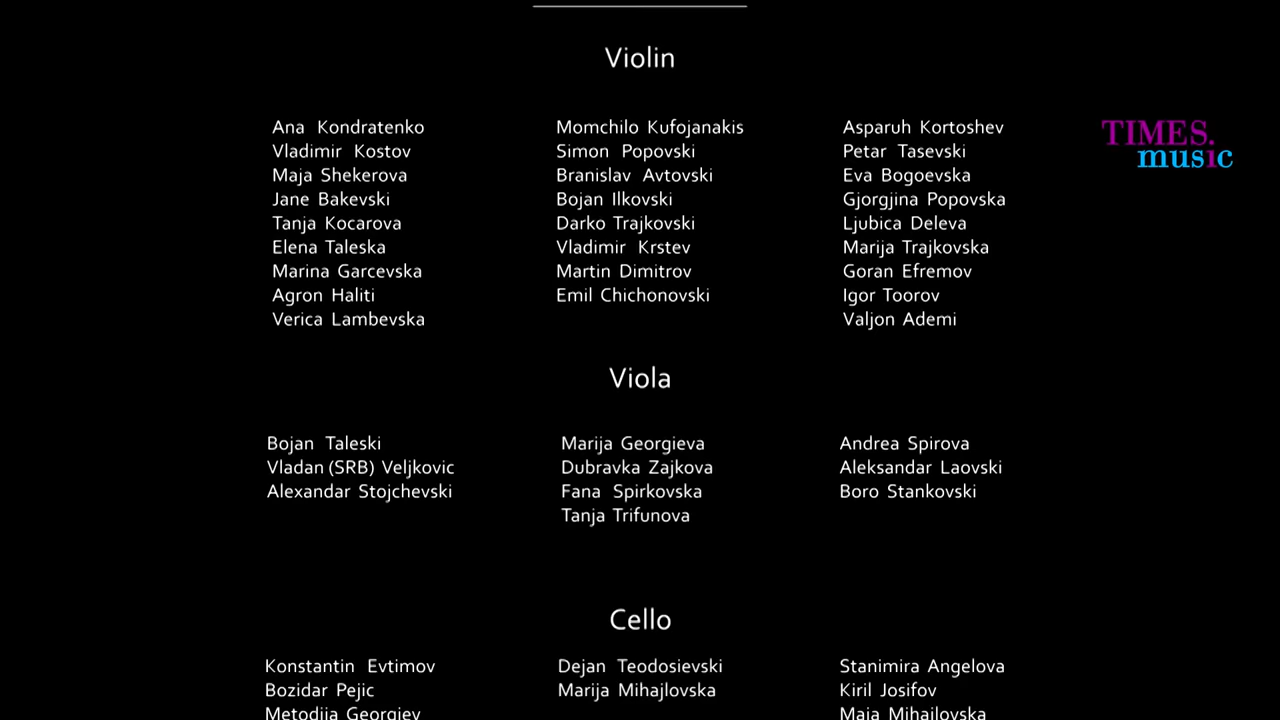 Violin
Ana Kondratenko
Vladimir Kostov
Maja Shekerova
Jane Bakevski
Tanja Kocarova
Elena Taleska
Marina Garcevska
Agron Haliti
Verica Lambevska
Momchilo Kufojanakis
Simon Popovski
Branislav Avtovski
Bojan Ilkovski
Darko Trajkovski
Vladimir Krstev
Martin Dimitrov
Emil Chichonovski
Asparuh Kortoshev
Petar Tasevski
Eva Bogoevska
Gjorgjina Popovska
Ljubica Deleva
Marija Trajkovska
Goran Efremov
Igor Toorov
Valjon Ademi
TIMES.
music
Viola
Bojan Taleski
Vladan (SRB) Veljkovic
Alexandar Stojchevski
Marija Georgieva
Dubravka Zajkova
Fana Spirkovska
Tanja Trifunova
Andrea Spirova
Aleksandar Laovski
Boro Stankovski
Cello
Konstantin Evtimov
Bozidar Pejic
Metodija Georgiev
Dejan Teodosievski
Marija Mihajlovska
Stanimira Angelova
Kiril Josifov
Maja Mihajlovska